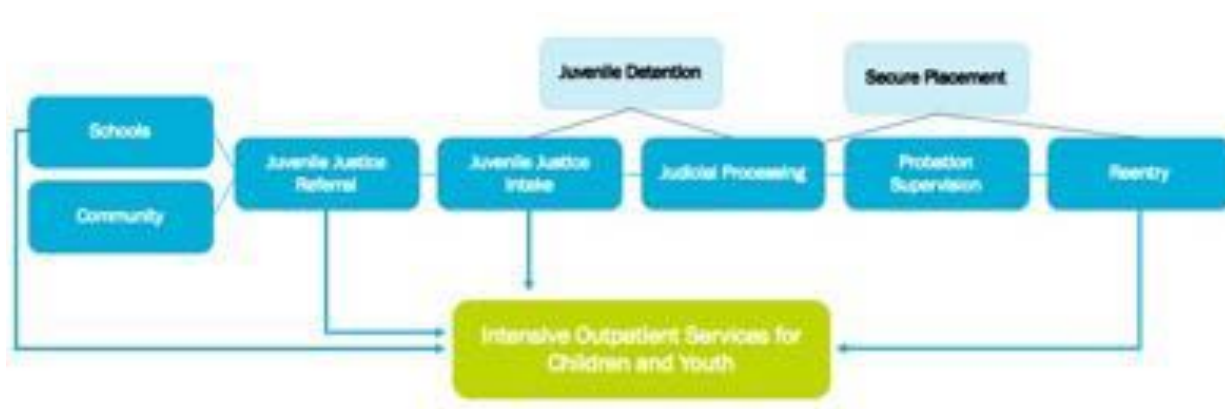 Juvenile Detention
Secure Placement
Schools
Community
Juvenile Justice
Referral
Juvenile Justice
Intake
Judicial Processing
Probation
Supervision
Reentry
Intensive Outpatient Services for
Children and Youth